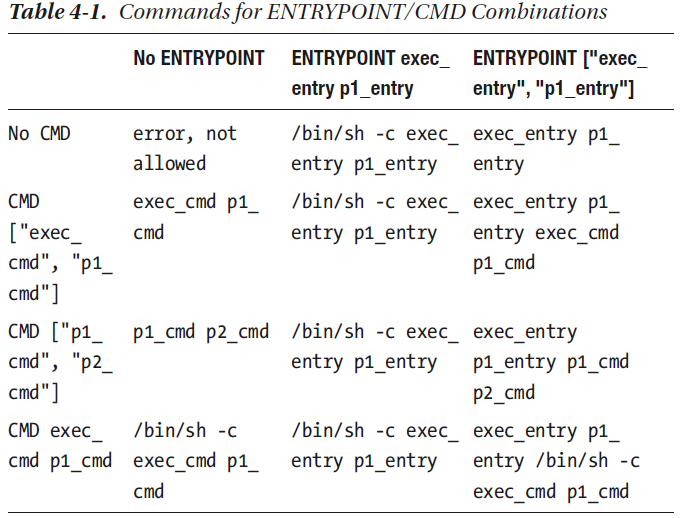 Table 4-1. Commands for ENTRYPOINT/CMD Combinations
No ENTRYPOINT ENTRYPOINT exec_ ENTRYPOINT ["exec_
entry p1_entry entry", "p1_entry"]
No CMD error, not /bin/sh -c exec_ exec_entry p1_
allowed entry p1_entry entry
CMD exec_cmd p1_ /bin/sh -c exec_ exec_entry p1_
["exec_ cmd entry p1_entry entry exec_cmd
cmd", "p1_ p1_cmd
cmd"]
CMD ["p1_ p1_cmd p2_cmd /bin/sh -c exec_ exec_entry
cmd", "p2_ entry p1_entry p1_entry p1_cmd
cmd"] p2_cmd
CMD exec_ /bin/sh -c /bin/sh -c exec_ exec_entry p1_
cmd p1_cmd exec_cmd p1_ entry p1_entry entry /bin/sh -c
cmd exec_cmd p1_cmd